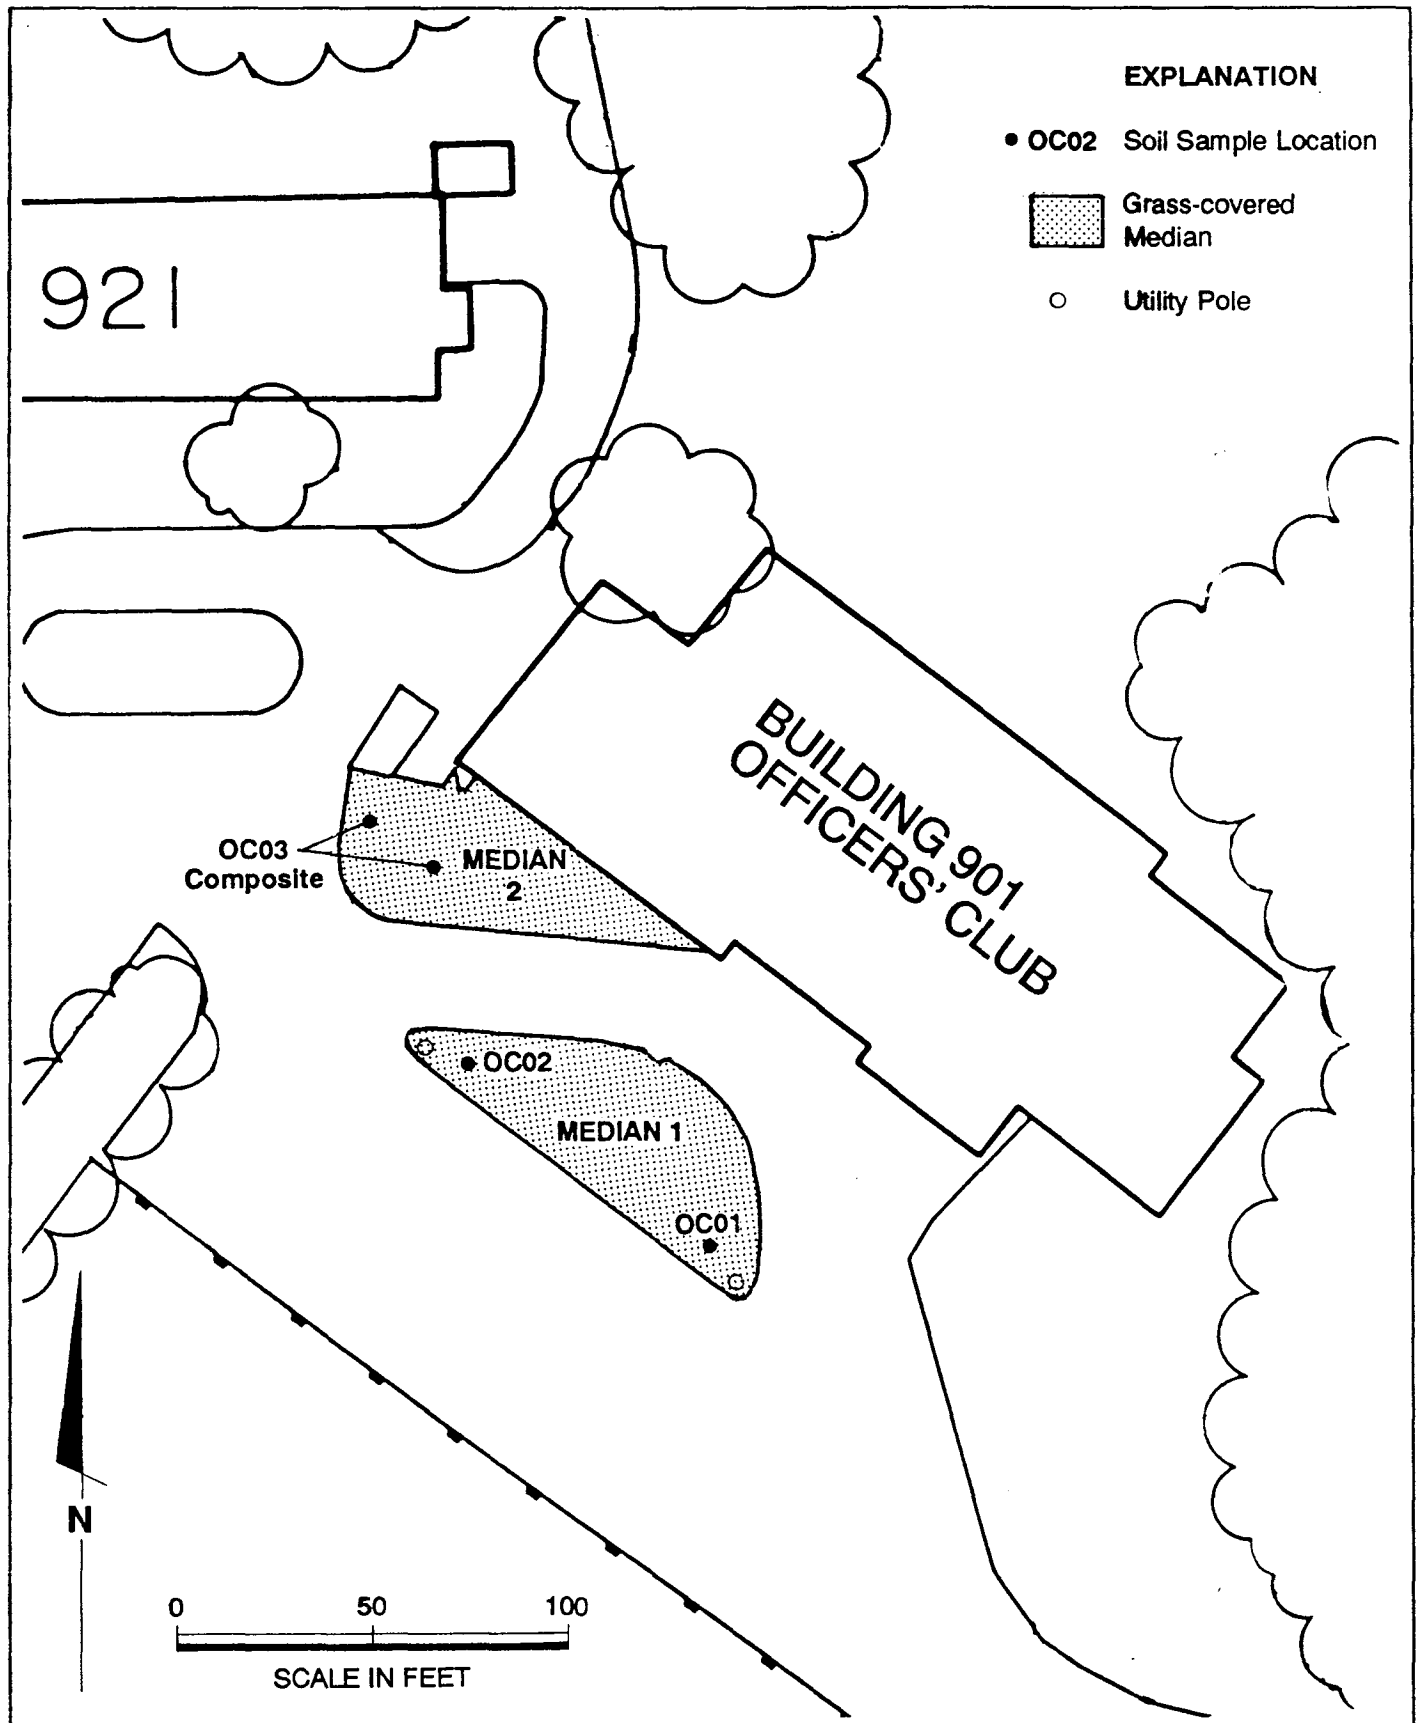 EXPLANATION
OC02 Soil Sample Location
Grass-covered
Median
Utility Pole
921
BUILDING 901
OFFICERS' CLUB
OC03
Composite
MEDIAN
2
OC02
MEDIAN 1
OC01
N
0 50 100
SCALE IN FEET